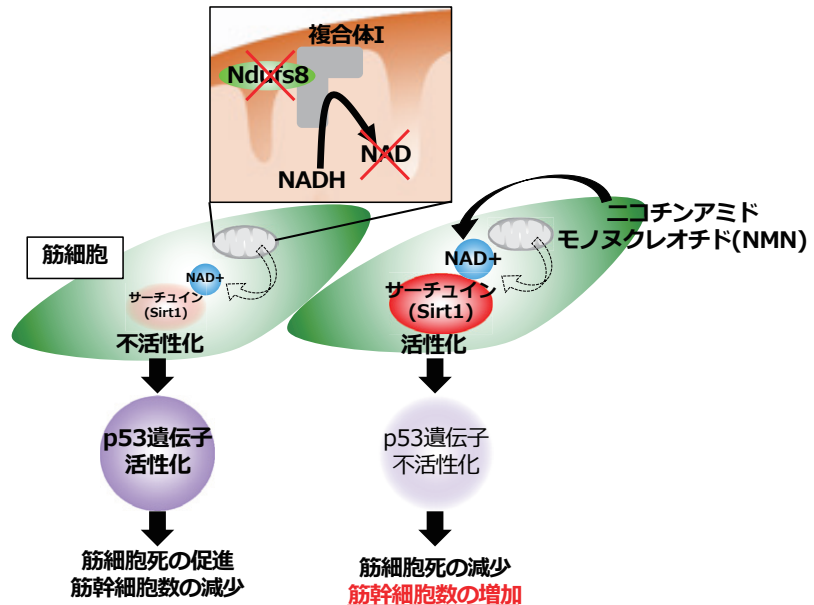 複合体I
Ndufs8
NAD
NADH
筋細胞
NAD+
サーチュイン
(Sirt1)
不活性化
p53遺伝子
活性化
筋細胞死の促進
筋幹細胞数の減少
ニコチンアミド
モノヌクレオチド(NMN)
NAD+
サーチュイン
(Sirt1)
活性化
p53遺伝子
不活性化
筋細胞死の減少
筋幹細胞数の増加